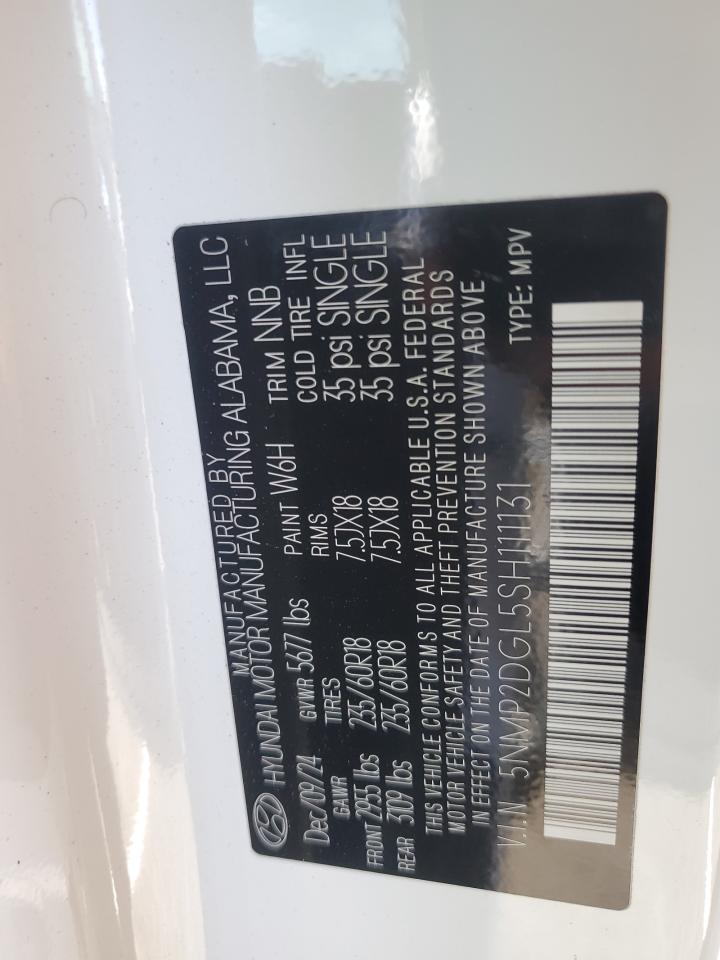 MANUFACTURED BY
HYUNDAI MOTOR MANUFACTURING ALABAMA, LLC
Dec/09/24 GVWR 5677 lbs PAINT W6H TRIM NNB
GAWR TIRES RIMS COLD TIRE INFL
FRONT 2955 lbs 235/60R18 7.5JX18 35 psi SINGLE
REAR 3109 lbs 235/60R18 7.5JX18 35 psi SINGLE
THIS VEHICLE CONFORMS TO ALL APPLICABLE U.S.A. FEDERAL
MOTOR VEHICLE SAFETY AND THEFT PREVENTION STANDARDS
IN EFFECT ON THE DATE OF MANUFACTURE SHOWN ABOVE.
V.I.N 5NMP2DGL5SH111131 TYPE: MPV